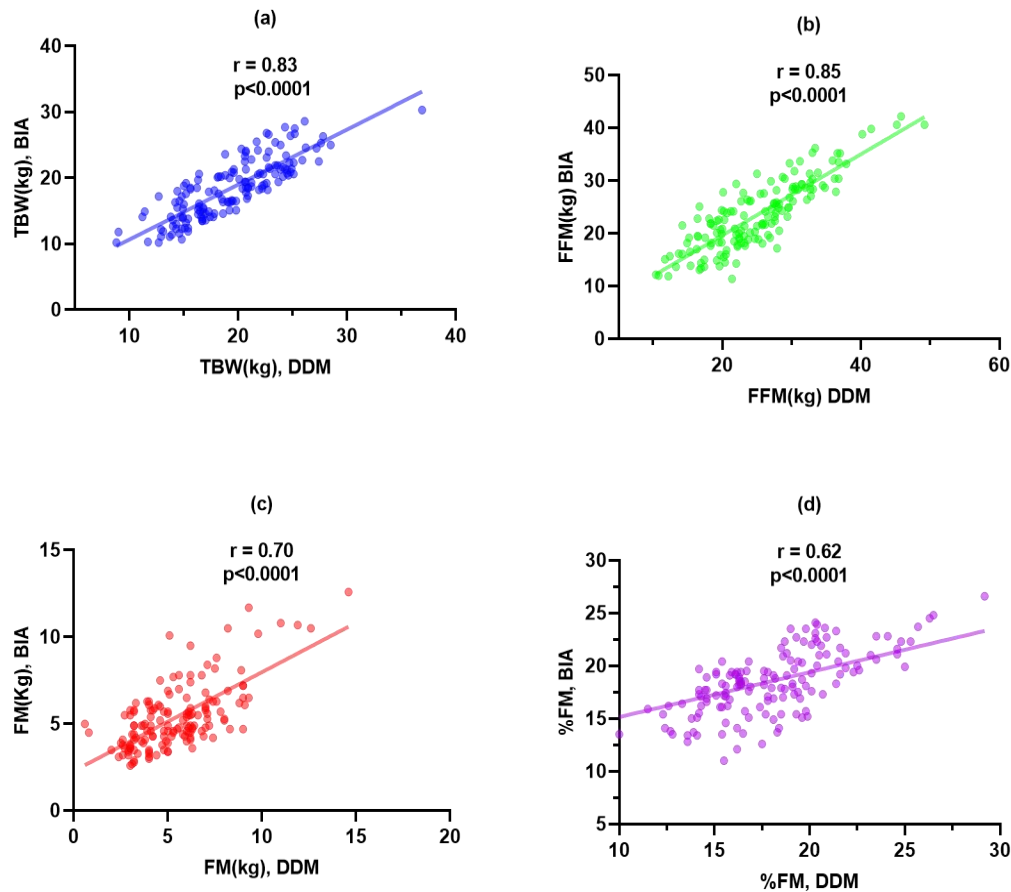 (a)
r = 0.83
p<0.0001
TBW(kg), BIA
40
30
20
10
0
10
20
30
40
TBW(kg), DDM
(b)
r = 0.85
p<0.0001
FFM(kg) BIA
50
40
30
20
10
0
20
40
60
FFM(kg) DDM
(c)
r = 0.70
p<0.0001
FM(Kg), BIA
15
10
5
0
0
5
10
15
20
FM(kg), DDM
(d)
r = 0.62
p<0.0001
%FM, BIA
30
25
20
15
10
5
10
15
20
25
30
%FM, DDM